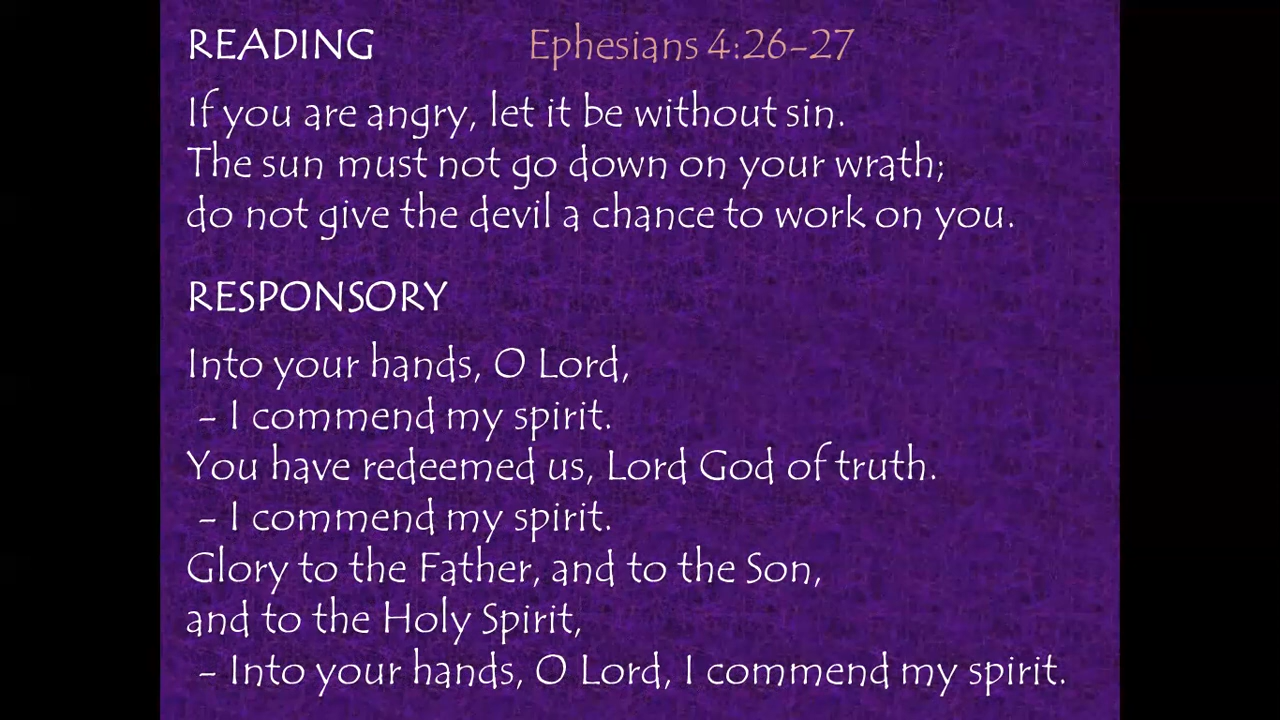 READING Ephesians 4:26-27
If you are angry, let it be without sin.
The sun must not go down on your wrath;
do not give the devil a chance to work on you.
RESPONSORY
Into your hands, O Lord,
- I commend my spirit.
You have redeemed us, Lord God of truth.
- I commend my spirit.
Glory to the Father, and to the Son,
and to the Holy Spirit,
- Into your hands, O Lord, I commend my spirit.